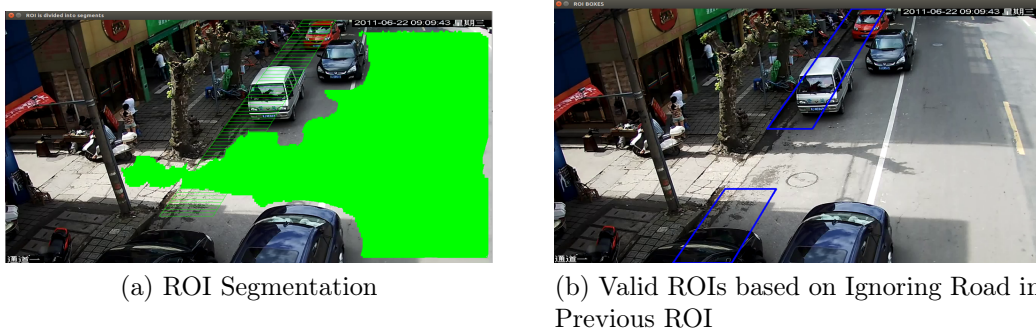 ROI is divided into segments
2011-06-22 09:09:43 星期三
(a) ROI Segmentation
ROI BOXES
2011-06-22 09:09:43 星期三
(b) Valid ROIs based on Ignoring Road in
Previous ROI